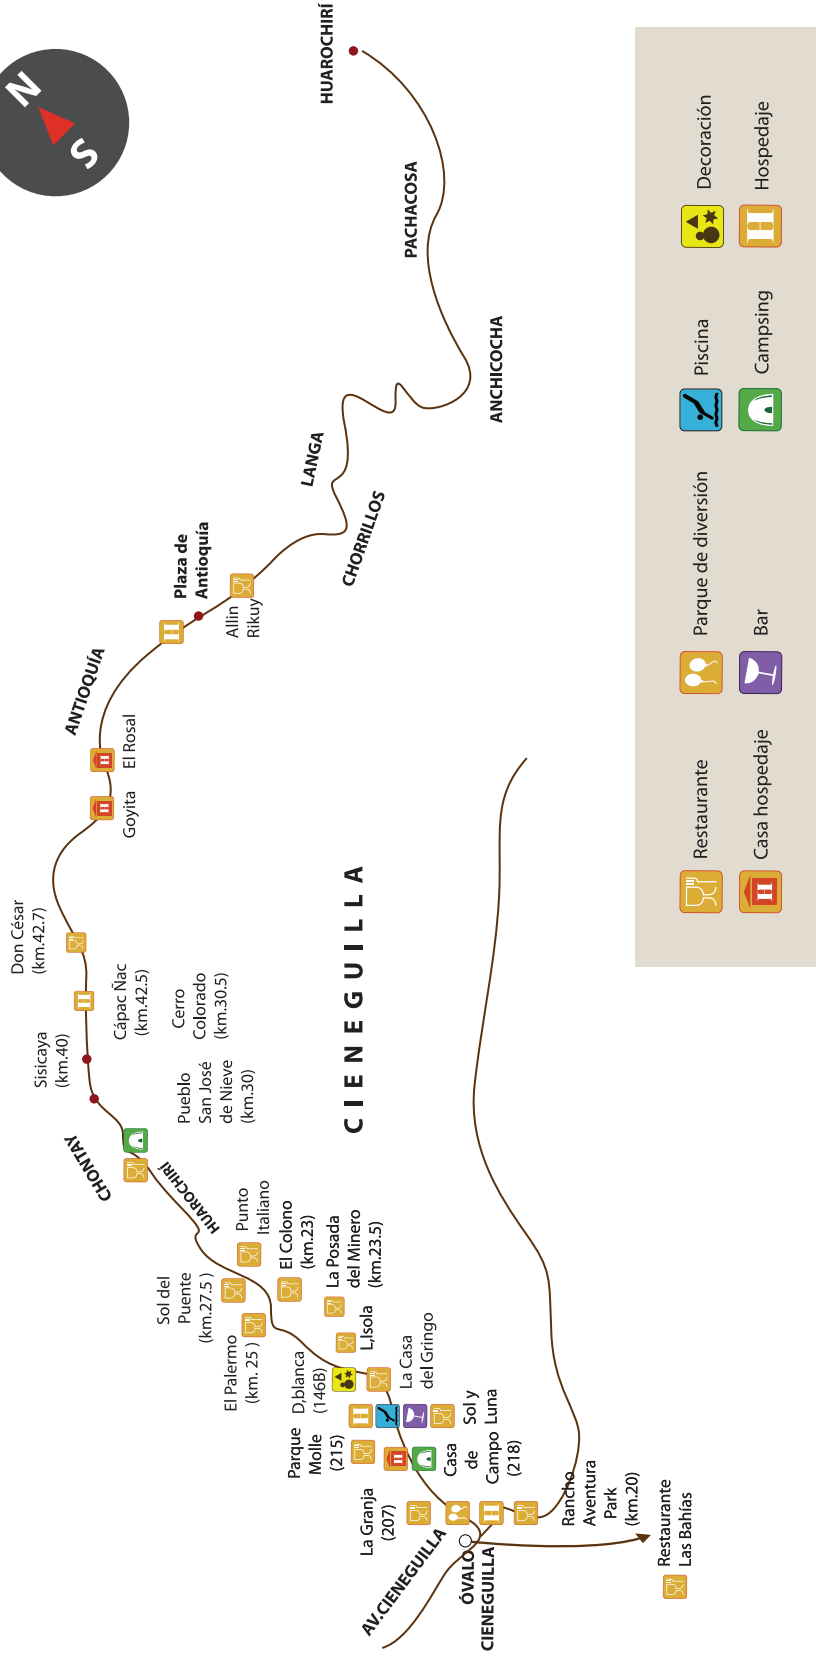 N
S
HUAROCHIRÍ
PACHACOSA
ANCHICOCHA
LANGA
CHORRILLOS
Plaza de
Antioquía
Allin
Rikuy
ANTIOQUÍA
El Rosal
Goyita
Don César
(km.42.7)
Cápac Ñac
(km.42.5)
Sisicaya
(km.40)
Cerro
Colorado
(km.30.5)
Pueblo
San José
de Nieve
(km.30)
CHONTAY
HUAROCHIRÍ
CIENEGUILLA
Punto
Italiano
Sol del
Puente
(km.27.5 )
El Colono
(km.23)
La Posada
del Minero
(km.23.5)
El Palermo
(km. 25 )
L,Isola
D,blanca
(146B)
La Casa
del Gringo
Parque
Molle
(215)
Sol y
Luna
Casa
de
Campo
(218)
La Granja
(207)
Rancho
Aventura
Park
(km.20)
AV.CIENEGUILLA
ÓVALO
CIENEGUILLA
Restaurante
Las Bahías
Restaurante
Parque de diversión
Piscina
Decoración
Casa hospedaje
Bar
Campsing
Hospedaje